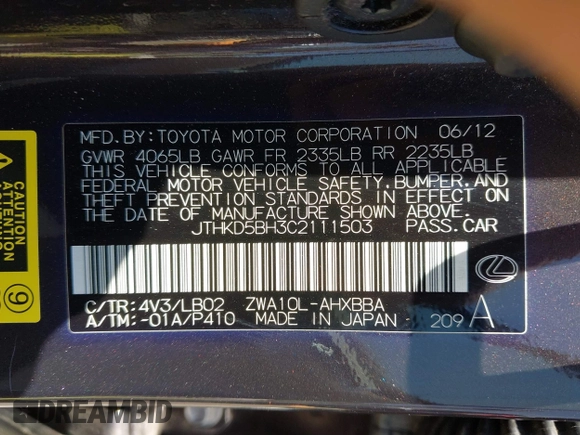 MFD.BY:TOYOTA MOTOR CORPORATION 06/12
GVWR 4065LB GAWR FR 2335LB RR 2235LB
THIS VEHICLE CONFORMS TO ALL APPLICABLE
FEDERAL MOTOR VEHICLE SAFETY,BUMPER,AND
THEFT PREVENTION STANDARDS IN EFFECT ON
THE DATE OF MANUFACTURE SHOWN ABOVE.
JTHKD5BH3C2111503 PASS.CAR
C/TR:4V3/LB02 ZWA10L-AHXBBA
A/TM:-01A/P410 MADE IN JAPAN 209 A
9
DREAMBID